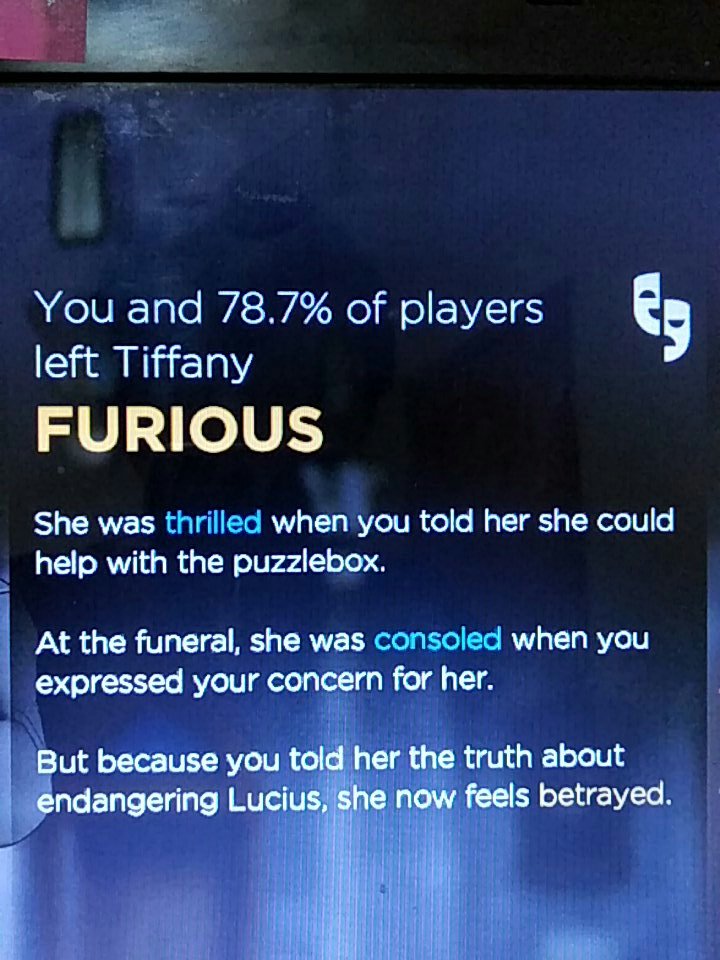 You and 78.7% of players
left Tiffany
FURIOUS
She was thrilled when you told her she could
help with the puzzlebox.
At the funeral, she was consoled when you
expressed your concern for her.
But because you told her the truth about
endangering Lucius, she now feels betrayed.